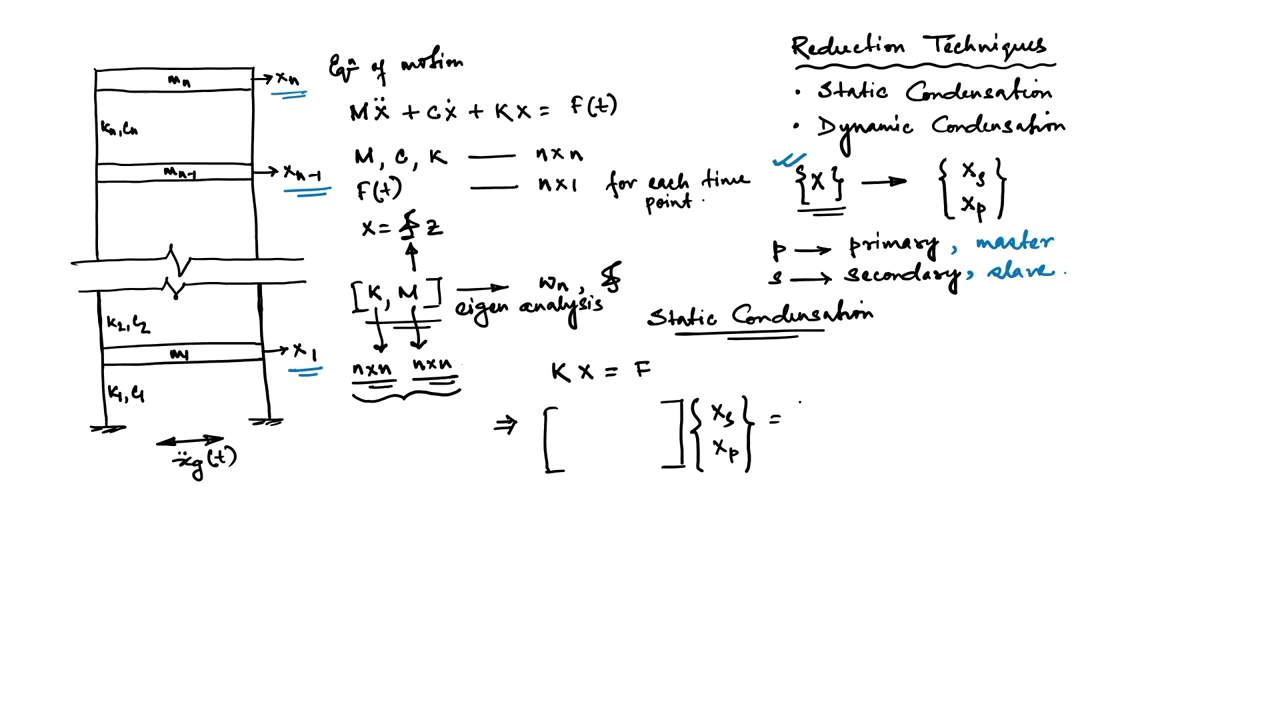 mₙ
→ xₙ
kₙ, cₙ
mₙ₋₁
→ xₙ₋₁
k₂, c₂
m₁
→ x₁
k₁, c₁
ẍg(t)
Eqⁿ of motion
Mẍ + Cẋ + Kx = F(t)
M, C, K —— n×n
F(t) —— n×1 for each time
point.
x = Φ z
[K, M] → ωₙ, Φ
eigen analysis
n×n n×n
Reduction Techniques
• Static Condensation
• Dynamic Condensation
{x} → {xₛ
xₚ}
p → primary, master
s → secondary, slave.
Static Condensation
K x = F
⇒ [ ] {xₛ
xₚ} =